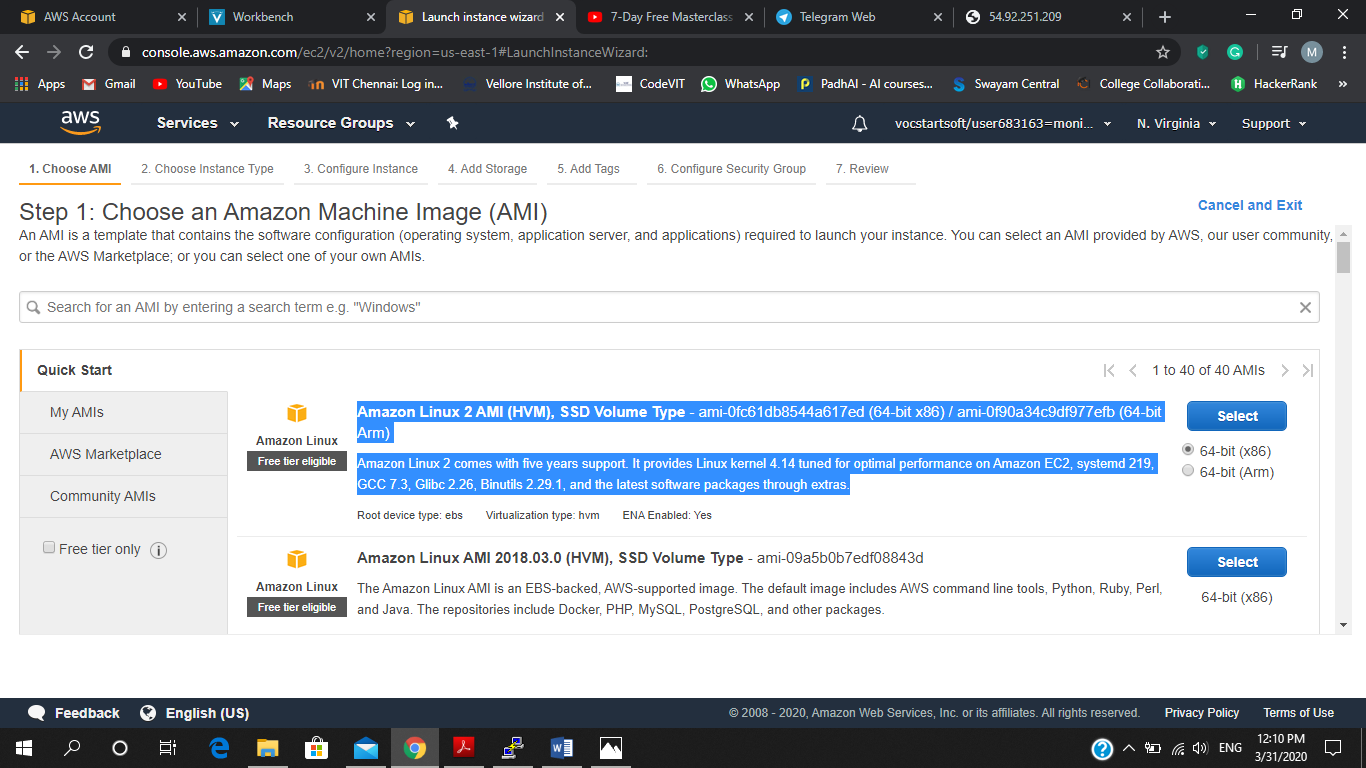 AWS Account
Workbench
Launch instance wizard
7-Day Free Masterclass
Telegram Web
54.92.251.209
console.aws.amazon.com/ec2/v2/home?region=us-east-1#LaunchInstanceWizard:
M
Apps
Gmail
YouTube
Maps
VIT Chennai: Log in...
Vellore Institute of...
CodeVIT
WhatsApp
PadhAI - AI courses...
Swayam Central
College Collaborati...
HackerRank
»
aws
Services
Resource Groups
vocstartsoft/user683163=moni...
N. Virginia
Support
1. Choose AMI
2. Choose Instance Type
3. Configure Instance
4. Add Storage
5. Add Tags
6. Configure Security Group
7. Review
Step 1: Choose an Amazon Machine Image (AMI)
Cancel and Exit
An AMI is a template that contains the software configuration (operating system, application server, and applications) required to launch your instance. You can select an AMI provided by AWS, our user community,
or the AWS Marketplace; or you can select one of your own AMIs.
Search for an AMI by entering a search term e.g. "Windows"
Quick Start
1 to 40 of 40 AMIs
My AMIs
AWS Marketplace
Community AMIs
Free tier only
Amazon Linux
Free tier eligible
Amazon Linux 2 AMI (HVM), SSD Volume Type - ami-0fc61db8544a617ed (64-bit x86) / ami-0f90a34c9df977efb (64-bit
Arm)
Amazon Linux 2 comes with five years support. It provides Linux kernel 4.14 tuned for optimal performance on Amazon EC2, systemd 219,
GCC 7.3, Glibc 2.26, Binutils 2.29.1, and the latest software packages through extras.
Root device type: ebs
Virtualization type: hvm
ENA Enabled: Yes
Select
64-bit (x86)
64-bit (Arm)
Amazon Linux
Free tier eligible
Amazon Linux AMI 2018.03.0 (HVM), SSD Volume Type - ami-09a5b0b7edf08843d
The Amazon Linux AMI is an EBS-backed, AWS-supported image. The default image includes AWS command line tools, Python, Ruby, Perl,
and Java. The repositories include Docker, PHP, MySQL, PostgreSQL, and other packages.
Select
64-bit (x86)
Feedback
English (US)
© 2008 - 2020, Amazon Web Services, Inc. or its affiliates. All rights reserved.
Privacy Policy
Terms of Use
ENG
12:10 PM
3/31/2020